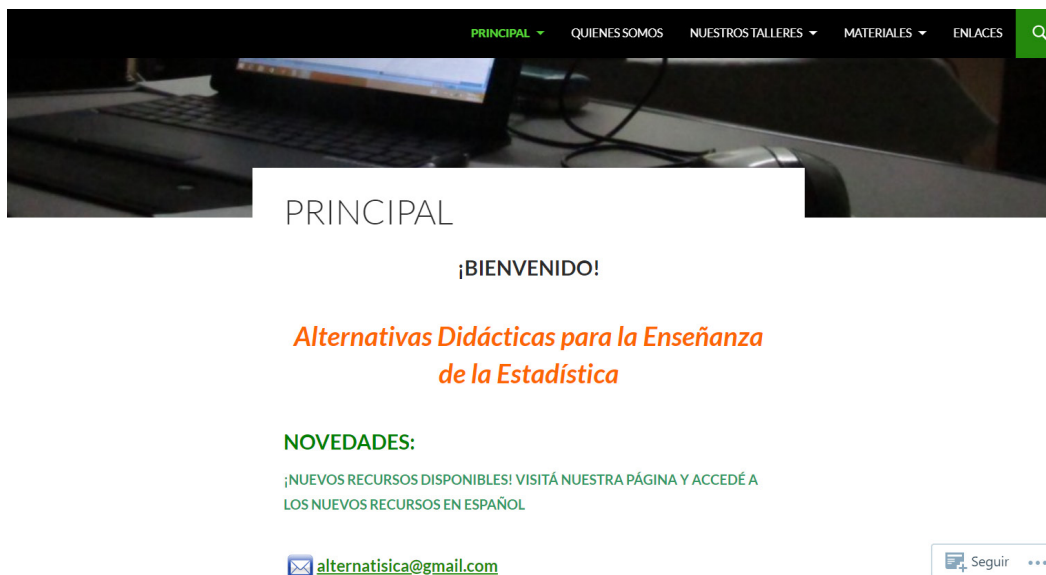 PRINCIPAL QUIENES SOMOS NUESTROS TALLERES MATERIALES ENLACES
PRINCIPAL
¡BIENVENIDO!
Alternativas Didácticas para la Enseñanza
de la Estadística
NOVEDADES:
¡NUEVOS RECURSOS DISPONIBLES! VISITÁ NUESTRA PÁGINA Y ACCEDÉ A
LOS NUEVOS RECURSOS EN ESPAÑOL
alternatisica@gmail.com
Seguir